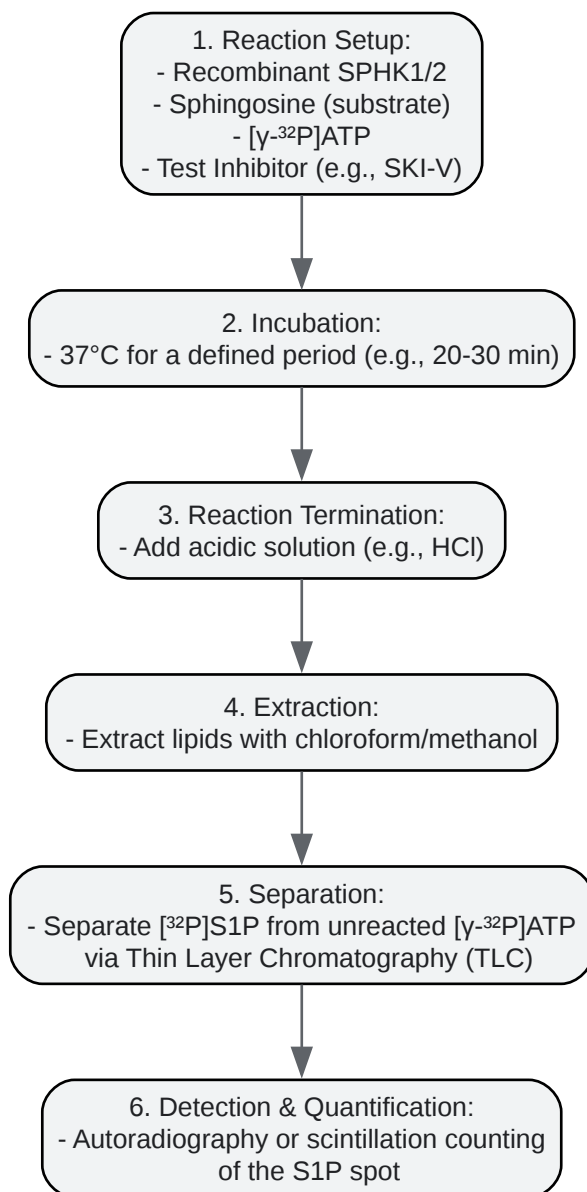 1. Reaction Setup:
- Recombinant SPHK1/2
- Sphingosine (substrate)
- [γ-³²P]ATP
- Test Inhibitor (e.g., SKI-V)
2. Incubation:
- 37°C for a defined period (e.g., 20-30 min)
3. Reaction Termination:
- Add acidic solution (e.g., HCl)
4. Extraction:
- Extract lipids with chloroform/methanol
5. Separation:
- Separate [³²P]S1P from unreacted [γ-³²P]ATP
via Thin Layer Chromatography (TLC)
6. Detection & Quantification:
- Autoradiography or scintillation counting
of the S1P spot